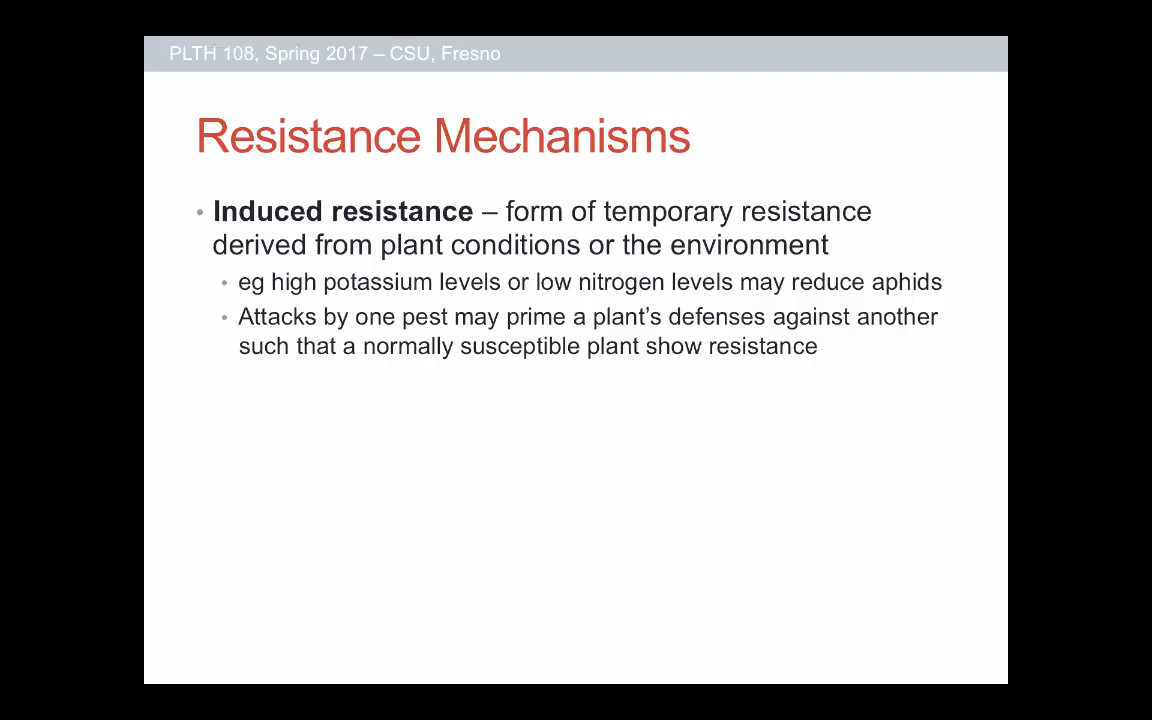 PLTH 108, Spring 2017 – CSU, Fresno
Resistance Mechanisms
• Induced resistance – form of temporary resistance
derived from plant conditions or the environment
• eg high potassium levels or low nitrogen levels may reduce aphids
• Attacks by one pest may prime a plant’s defenses against another
such that a normally susceptible plant show resistance